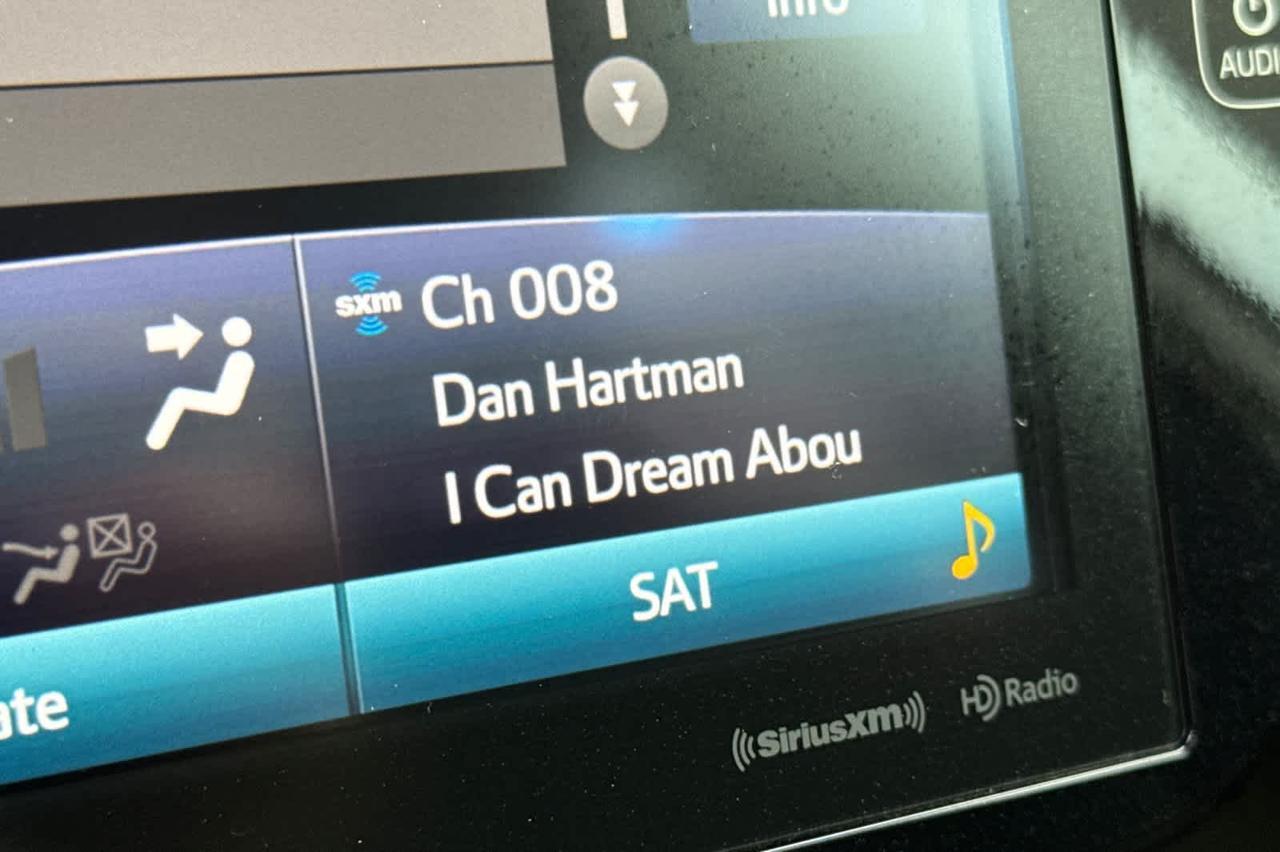 Info
AUDI
sxm Ch 008
Dan Hartman
I Can Dream Abou
SAT
ate
SiriusXM
HD Radio